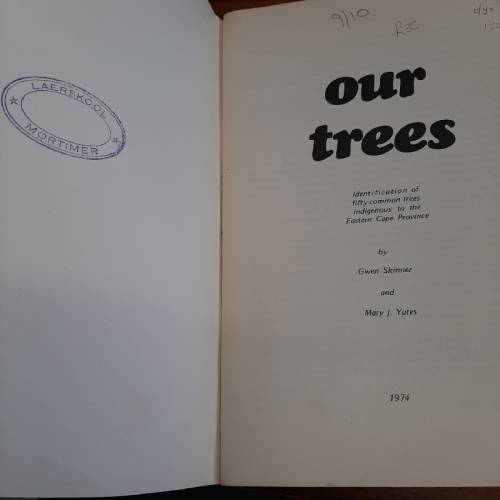 LAERSKOOL
MORTIMER
9/10
R35
our
trees
Identification of
fifty common trees
indigenous to the
Eastern Cape Province
by
Gwen Skinner
and
Mary J. Yates
1974